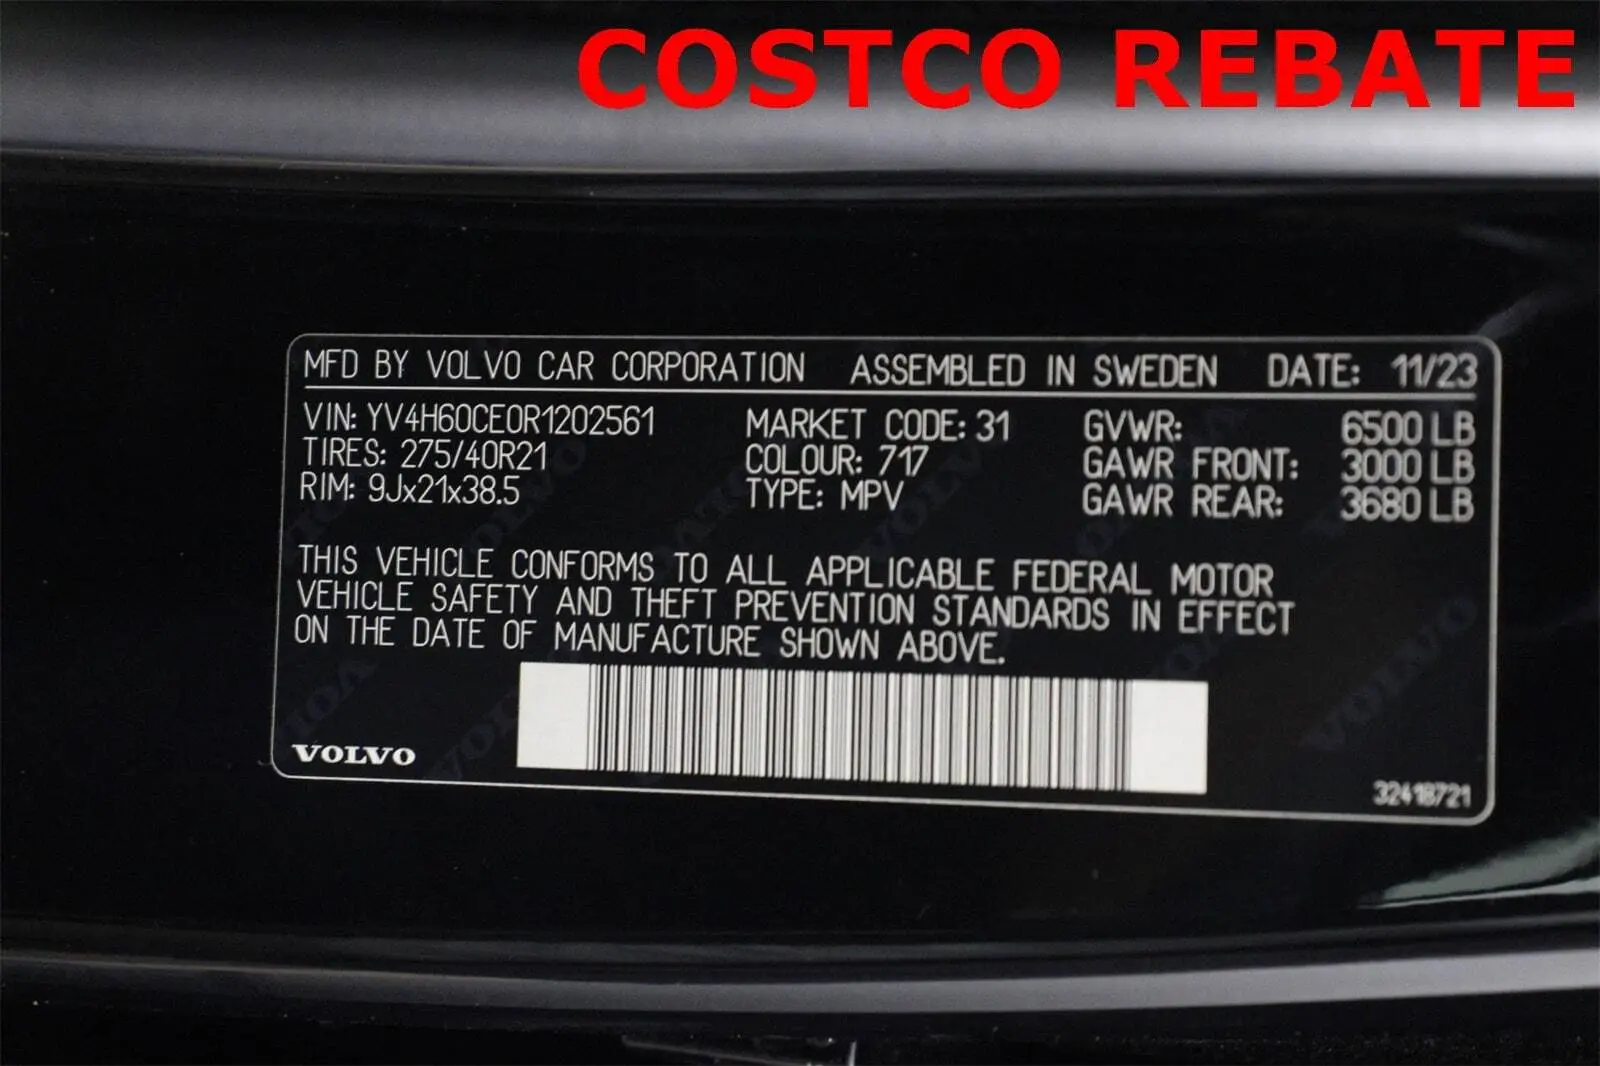 COSTCO REBATE
MFD BY VOLVO CAR CORPORATION ASSEMBLED IN SWEDEN DATE: 11/23
VIN: YV4H60CE0R1202561 MARKET CODE: 31 GVWR: 6500 LB
TIRES: 275/40R21 COLOUR: 717 GAWR FRONT: 3000 LB
RIM: 9Jx21x38.5 TYPE: MPV GAWR REAR: 3680 LB
THIS VEHICLE CONFORMS TO ALL APPLICABLE FEDERAL MOTOR
VEHICLE SAFETY AND THEFT PREVENTION STANDARDS IN EFFECT
ON THE DATE OF MANUFACTURE SHOWN ABOVE.
VOLVO
32418721